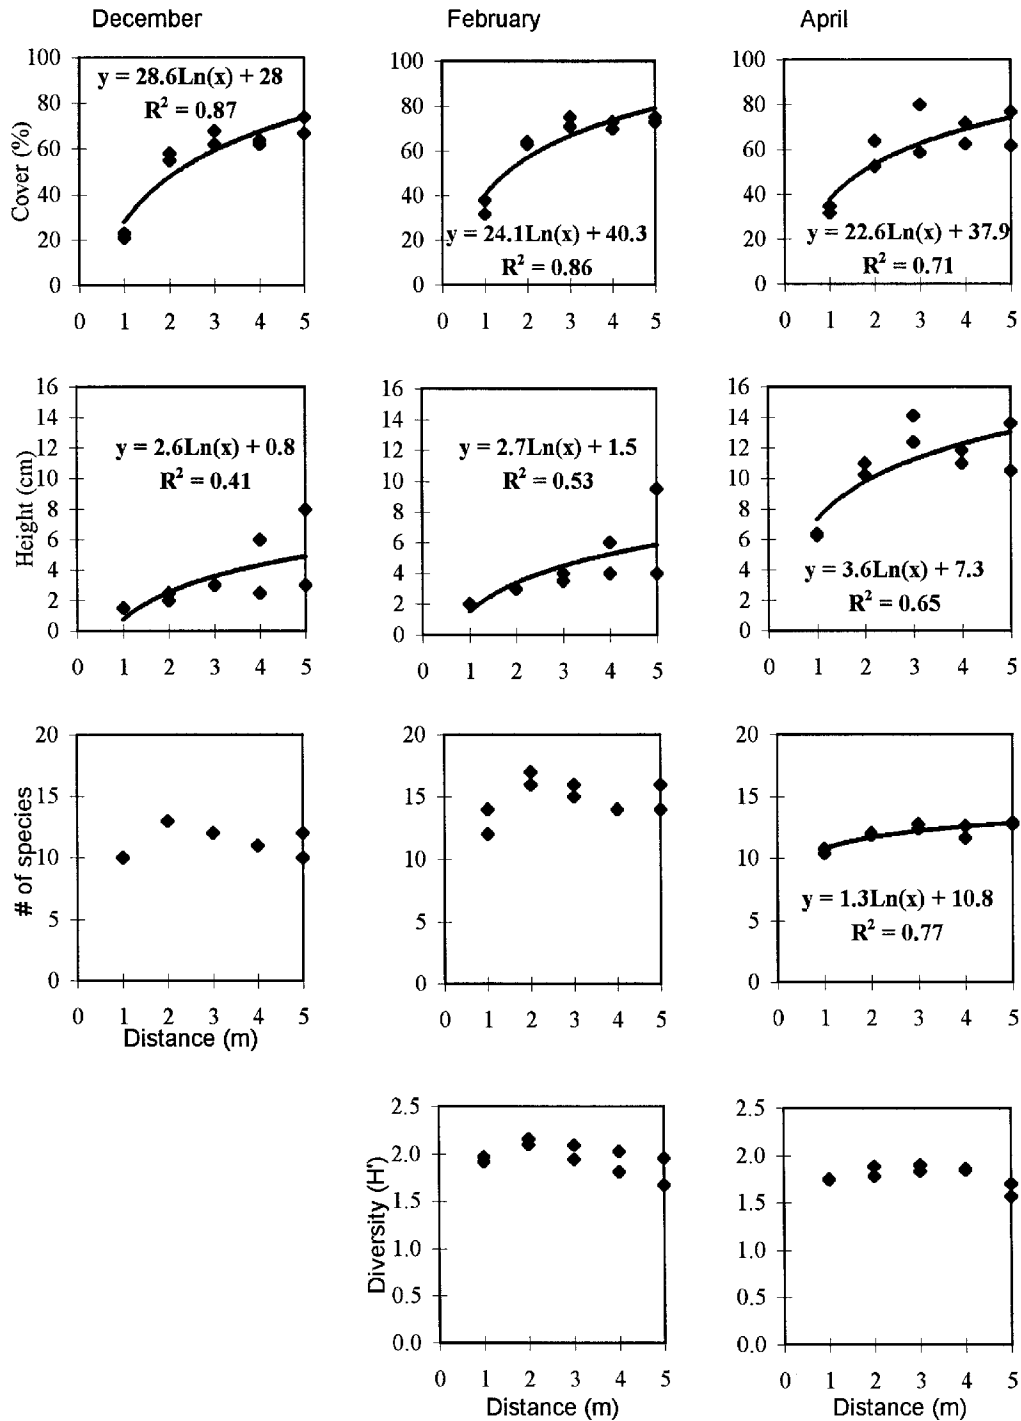 December February April
100
80
60
40
20
0
Cover (%)
y = 28.6Ln(x) + 28
R² = 0.87
0 1 2 3 4 5
100
80
60
40
20
0
y = 24.1Ln(x) + 40.3
R² = 0.86
0 1 2 3 4 5
100
80
60
40
20
0
y = 22.6Ln(x) + 37.9
R² = 0.71
0 1 2 3 4 5
16
14
12
10
8
6
4
2
0
Height (cm)
y = 2.6Ln(x) + 0.8
R² = 0.41
0 1 2 3 4 5
16
14
12
10
8
6
4
2
0
y = 2.7Ln(x) + 1.5
R² = 0.53
0 1 2 3 4 5
16
14
12
10
8
6
4
2
0
y = 3.6Ln(x) + 7.3
R² = 0.65
0 1 2 3 4 5
20
15
10
5
0
# of species
0 1 2 3 4 5
Distance (m)
20
15
10
5
0
0 1 2 3 4 5
20
15
10
5
0
y = 1.3Ln(x) + 10.8
R² = 0.77
0 1 2 3 4 5
2.5
2.0
1.5
1.0
0.5
0.0
Diversity (H')
0 1 2 3 4 5
Distance (m)
2.5
2.0
1.5
1.0
0.5
0.0
0 1 2 3 4 5
Distance (m)